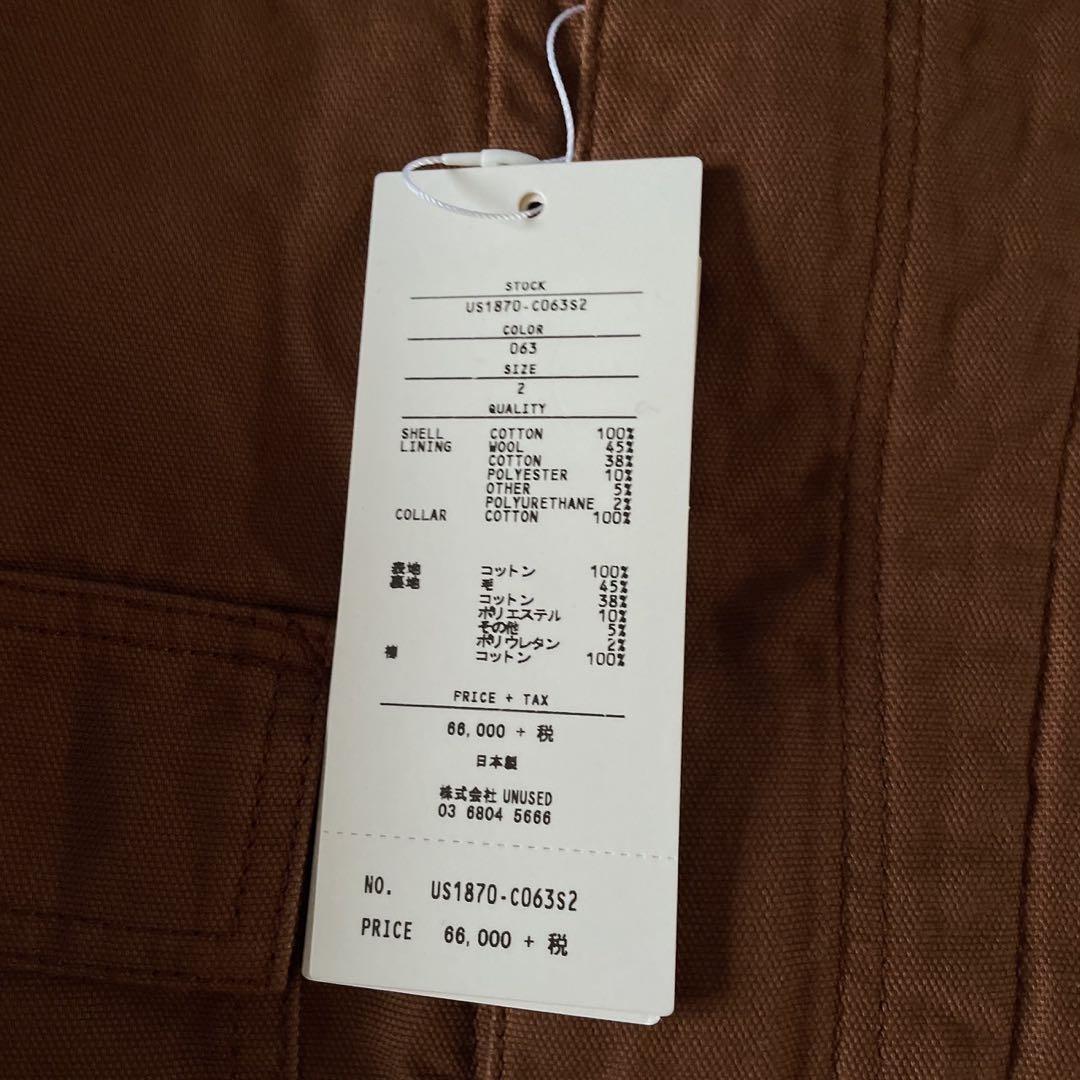 STOCK
US1870-C063S2
COLOR
063
SIZE
2
QUALITY
SHELL COTTON 100%
LINING WOOL 45%
COTTON 38%
POLYESTER 10%
OTHER 5%
POLYURETHANE 2%
COLLAR COTTON 100%
表地 コットン 100%
裏地 毛 45%
コットン 38%
ポリエステル 10%
その他 5%
ポリウレタン 2%
コットン 100%
PRICE + TAX
66,000 + 税
日本製
株式会社 UNUSED
03 6804 5666
NO. US1870-C063S2
PRICE 66,000 + 税